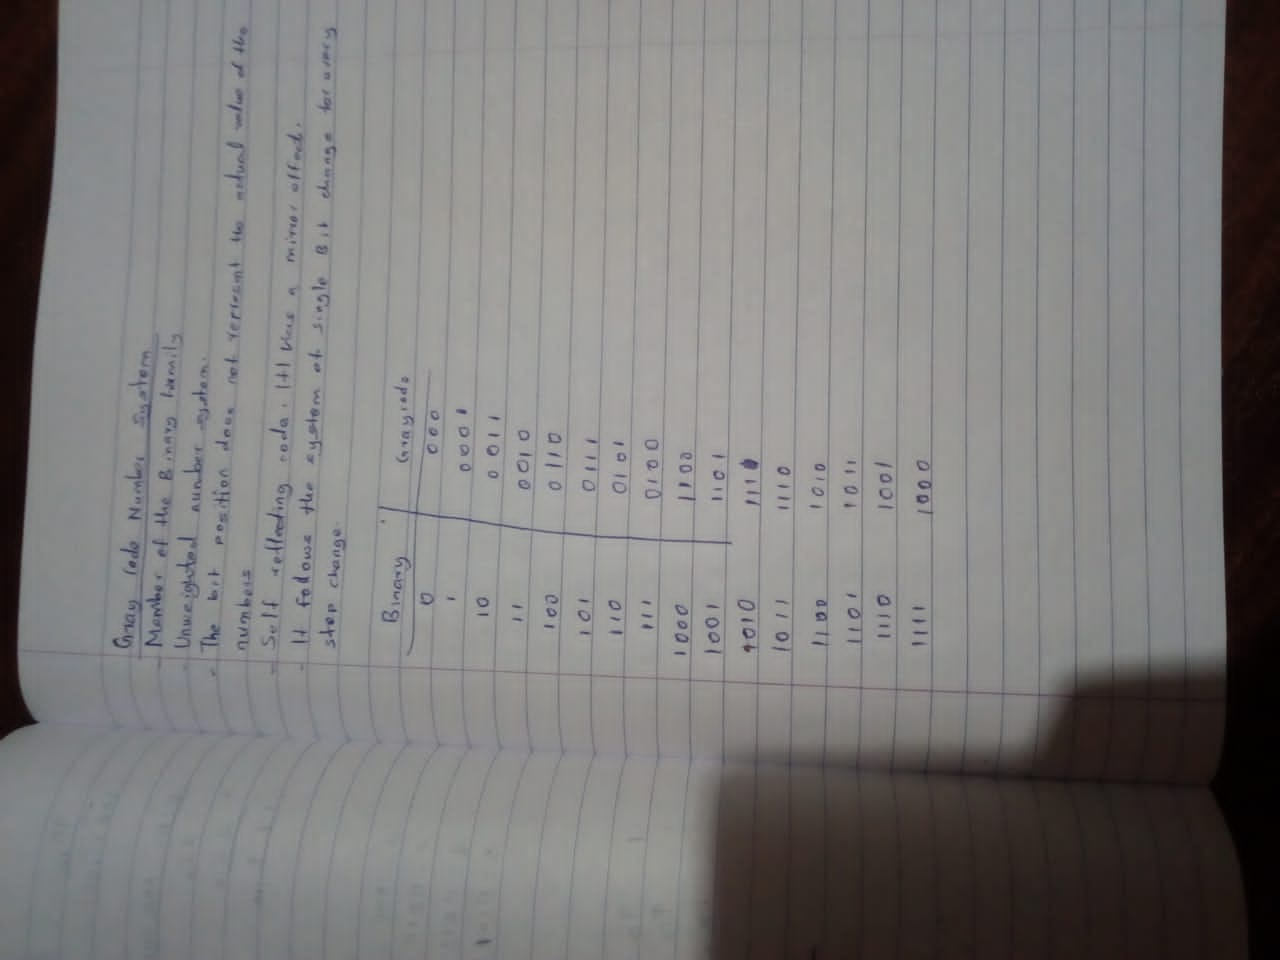 Gray Code Number System
- Member of the Binary family
- Unweighted number system.
- The bit position does not represent the actual value of the
numbers
- Self reflecting code. It has a mirror effect.
- It follows the system of single Bit change for every
step change.
Binary Graycode
0 000
1 0001
10 0011
11 0010
100 0110
101 0111
110 0101
111 0100
1000 1100
1001 1101
1010 1111
1011 1110
1100 1010
1101 1011
1110 1001
1111 1000